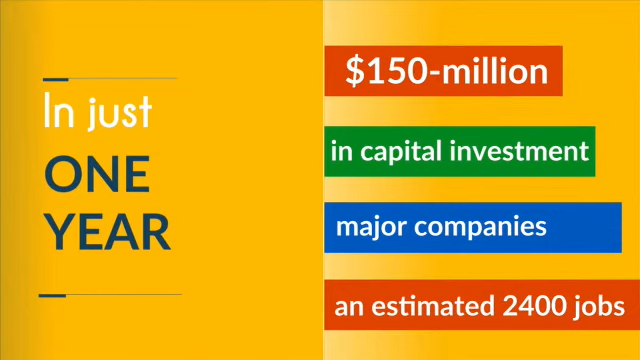 In just
ONE
YEAR
$150-million
in capital investment
major companies
an estimated 2400 jobs